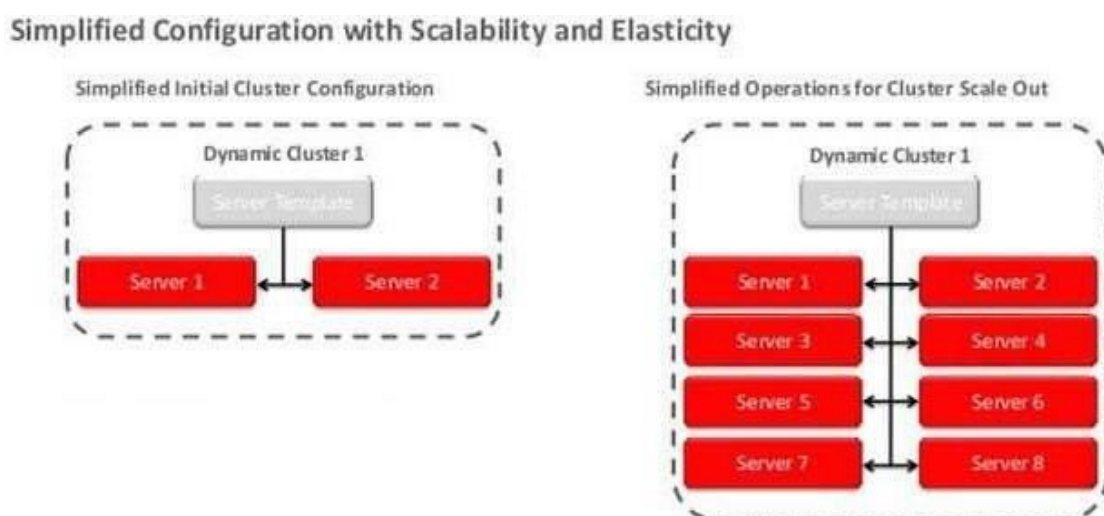 Simplified Configuration with Scalability and Elasticity
Simplified Initial Cluster Configuration
Dynamic Cluster 1
Server Template
Server 1
Server 2
Simplified Operations for Cluster Scale Out
Dynamic Cluster 1
Server Template
Server 1
Server 2
Server 3
Server 4
Server 5
Server 6
Server 7
Server 8